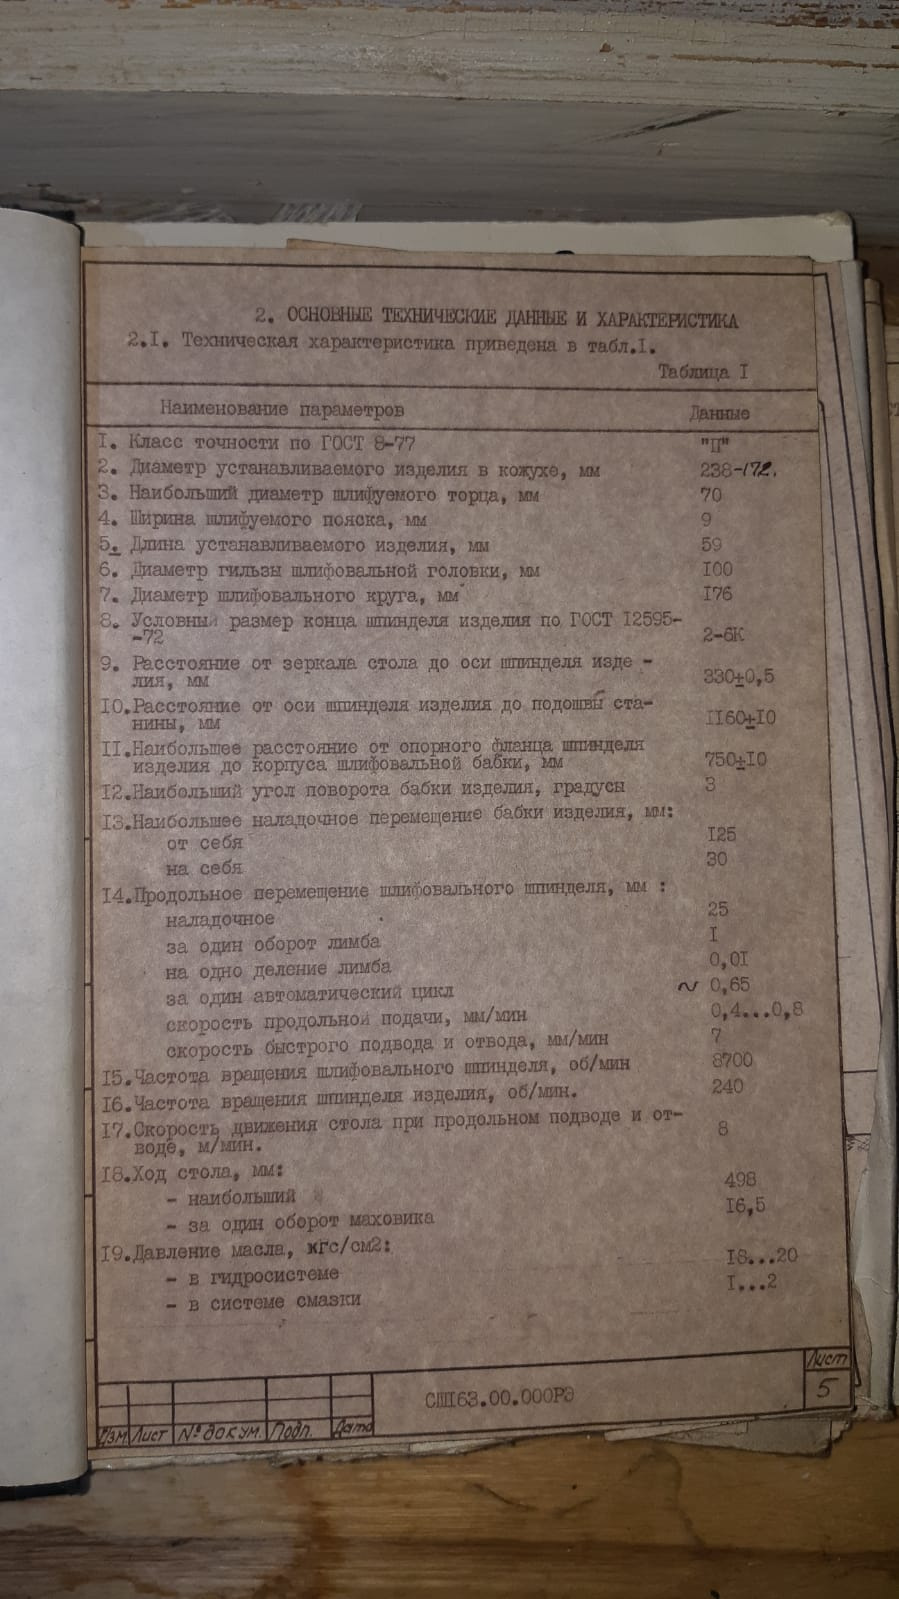 2. ОСНОВНЫЕ ТЕХНИЧЕСКИЕ ДАННЫЕ И ХАРАКТЕРИСТИКА
2.I. Техническая характеристика приведена в табл.I.
Таблица I
Наименование параметров Данные
I. Класс точности по ГОСТ 8-77 "П"
2. Диаметр устанавливаемого изделия в кожухе, мм 238-172.
3. Наибольший диаметр шлифуемого торца, мм 70
4. Ширина шлифуемого пояска, мм 9
5. Длина устанавливаемого изделия, мм 59
6. Диаметр гильзы шлифовальной головки, мм I00
7. Диаметр шлифовального круга, мм I76
8. Условный размер конца шпинделя изделия по ГОСТ I2595-
-72 2-6К
9. Расстояние от зеркала стола до оси шпинделя изде -
лия, мм 330±0,5
I0.Расстояние от оси шпинделя изделия до подошвы ста-
нины, мм II60±I0
II.Наибольшее расстояние от опорного фланца шпинделя
изделия до корпуса шлифовальной бабки, мм 750±I0
I2.Наибольший угол поворота бабки изделия, градусы 3
I3.Наибольшее наладочное перемещение бабки изделия, мм:
от себя I25
на себя 30
I4.Продольное перемещение шлифовального шпинделя, мм :
наладочное 25
за один оборот лимба I
на одно деление лимба 0,0I
за один автоматический цикл ~ 0,65
скорость продольной подачи, мм/мин 0,4...0,8
скорость быстрого подвода и отвода, мм/мин 7
I5.Частота вращения шлифовального шпинделя, об/мин 8700
I6.Частота вращения шпинделя изделия, об/мин. 240
I7.Скорость движения стола при продольном подводе и от-
воде, м/мин. 8
I8.Ход стола, мм:
- наибольший 498
- за один оборот маховика I6,5
I9.Давление масла, кгс/см2:
- в гидросистеме I8...20
- в системе смазки I...2
Изм Лист № докум. Подп. Дата
СШI63.00.000РЭ
Лист
5